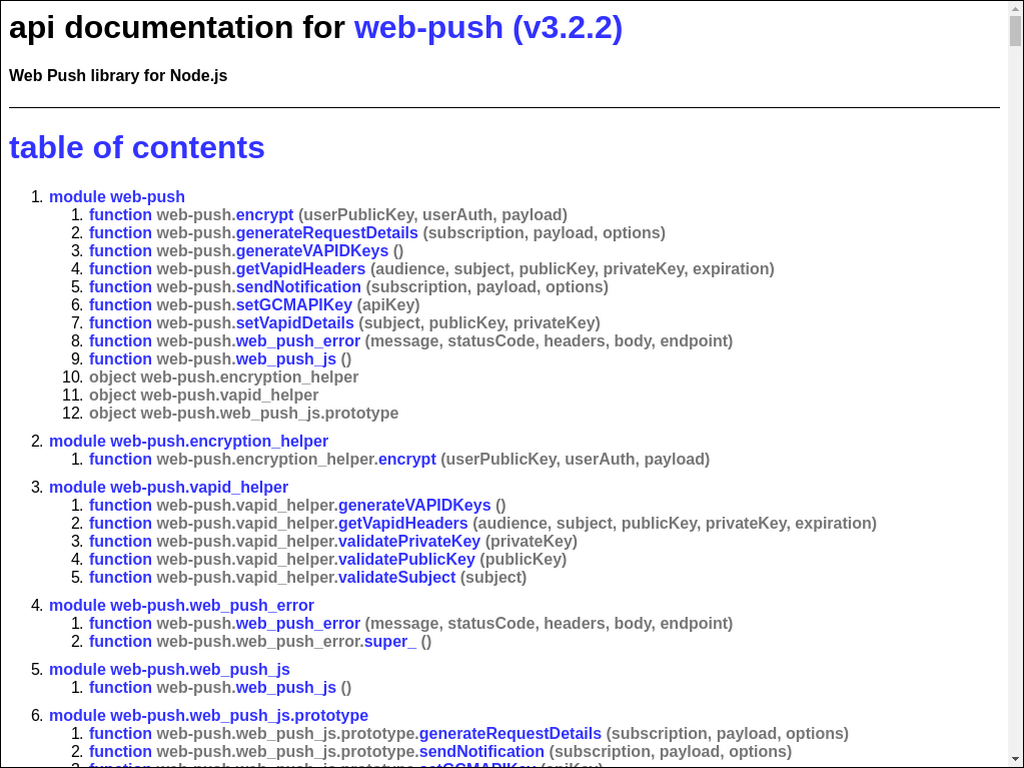 api documentation for web-push (v3.2.2)
Web Push library for Node.js
table of contents
1. module web-push
1. function web-push.encrypt (userPublicKey, userAuth, payload)
2. function web-push.generateRequestDetails (subscription, payload, options)
3. function web-push.generateVAPIDKeys ()
4. function web-push.getVapidHeaders (audience, subject, publicKey, privateKey, expiration)
5. function web-push.sendNotification (subscription, payload, options)
6. function web-push.setGCMAPIKey (apiKey)
7. function web-push.setVapidDetails (subject, publicKey, privateKey)
8. function web-push.web_push_error (message, statusCode, headers, body, endpoint)
9. function web-push.web_push_js ()
10. object web-push.encryption_helper
11. object web-push.vapid_helper
12. object web-push.web_push_js.prototype
2. module web-push.encryption_helper
1. function web-push.encryption_helper.encrypt (userPublicKey, userAuth, payload)
3. module web-push.vapid_helper
1. function web-push.vapid_helper.generateVAPIDKeys ()
2. function web-push.vapid_helper.getVapidHeaders (audience, subject, publicKey, privateKey, expiration)
3. function web-push.vapid_helper.validatePrivateKey (privateKey)
4. function web-push.vapid_helper.validatePublicKey (publicKey)
5. function web-push.vapid_helper.validateSubject (subject)
4. module web-push.web_push_error
1. function web-push.web_push_error (message, statusCode, headers, body, endpoint)
2. function web-push.web_push_error.super_ ()
5. module web-push.web_push_js
1. function web-push.web_push_js ()
6. module web-push.web_push_js.prototype
1. function web-push.web_push_js.prototype.generateRequestDetails (subscription, payload, options)
2. function web-push.web_push_js.prototype.sendNotification (subscription, payload, options)
3. function web-push.web_push_js.prototype.setGCMAPIKey (apiKey)